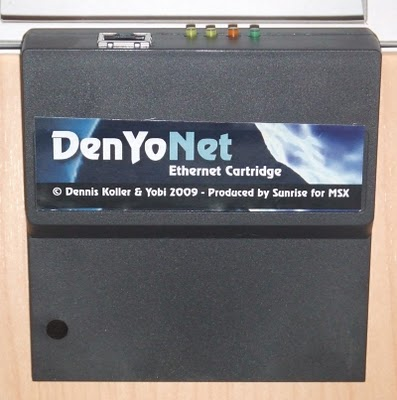 DenYoNet
Ethernet Cartridge
© Dennis Koller & Yobi 2009 - Produced by Sunrise for MSX